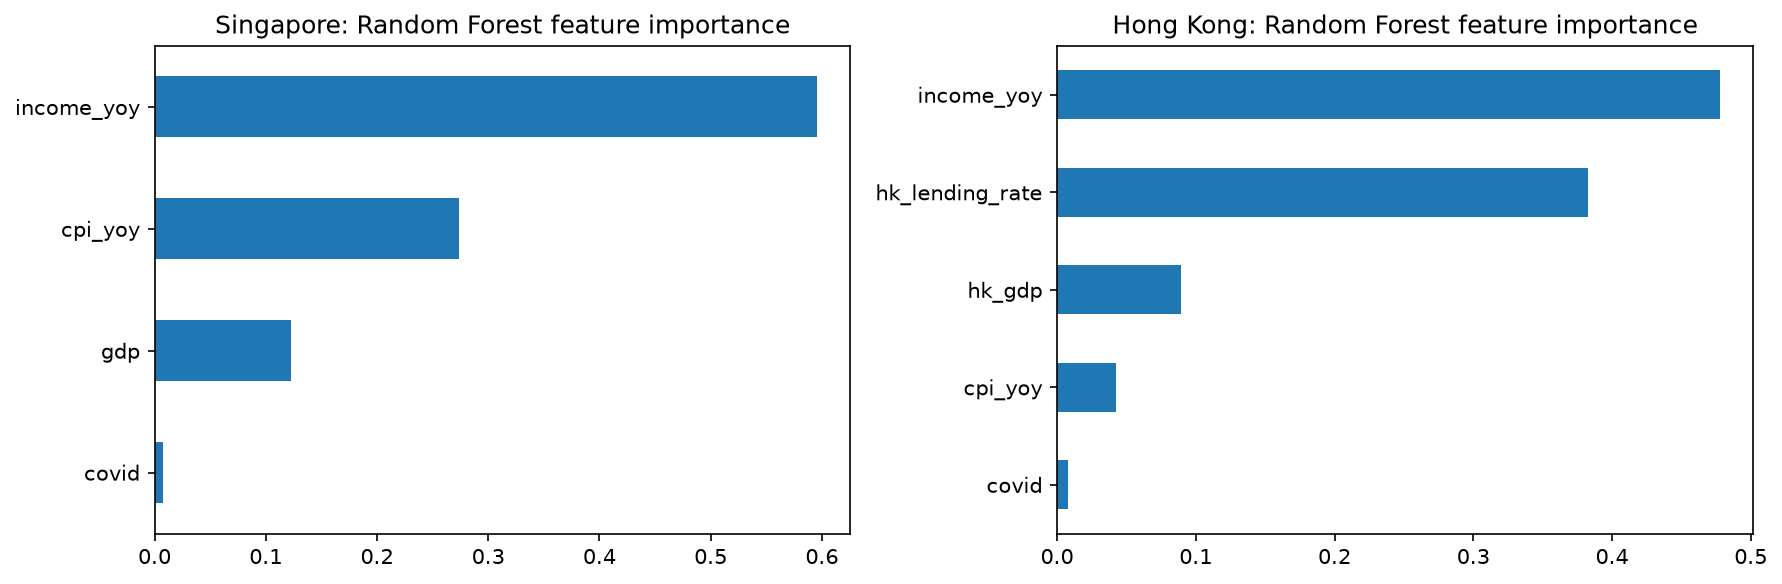 Singapore: Random Forest feature importance
income_yoy
cpi_yoy
gdp
covid
0.0 0.1 0.2 0.3 0.4 0.5 0.6
Hong Kong: Random Forest feature importance
income_yoy
hk_lending_rate
hk_gdp
cpi_yoy
covid
0.0 0.1 0.2 0.3 0.4 0.5